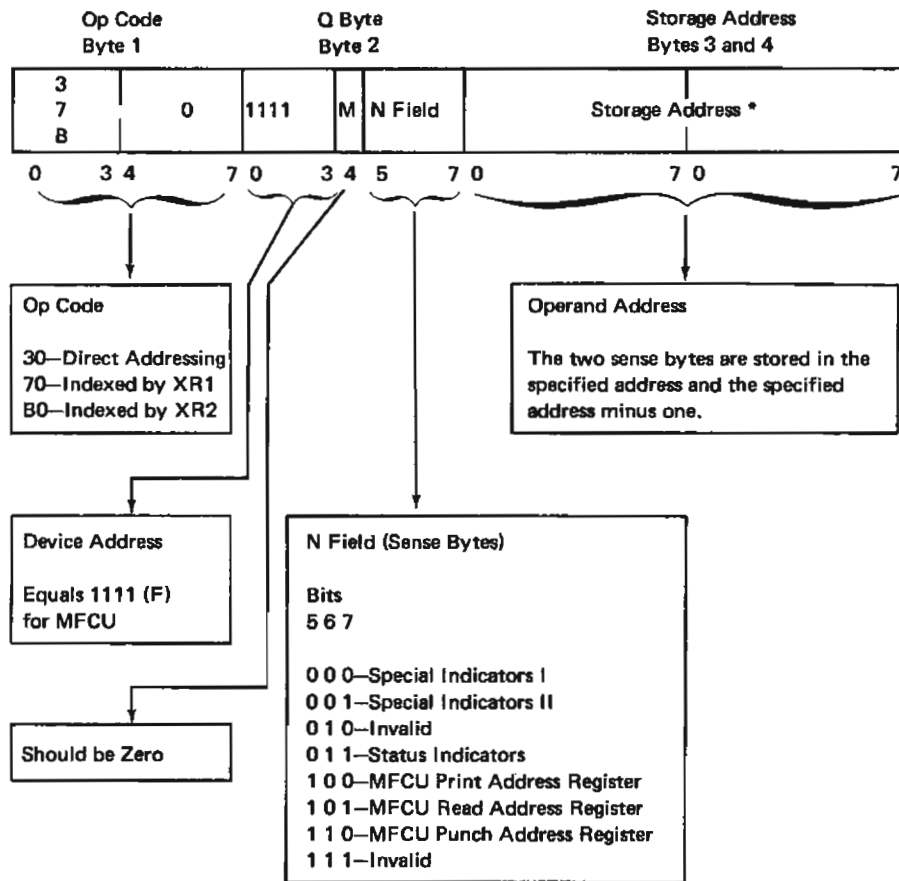 Op Code Q Byte Storage Address
Byte 1 Byte 2 Bytes 3 and 4
3
7 0 1111 M N Field Storage Address *
B
0 3 4 7 0 3 4 5 7 0 7 0 7
Op Code
30—Direct Addressing
70—Indexed by XR1
B0—Indexed by XR2
Operand Address
The two sense bytes are stored in the
specified address and the specified
address minus one.
Device Address
Equals 1111 (F)
for MFCU
Should be Zero
N Field (Sense Bytes)
Bits
5 6 7
0 0 0—Special Indicators I
0 0 1—Special Indicators II
0 1 0—Invalid
0 1 1—Status Indicators
1 0 0—MFCU Print Address Register
1 0 1—MFCU Read Address Register
1 1 0—MFCU Punch Address Register
1 1 1—Invalid